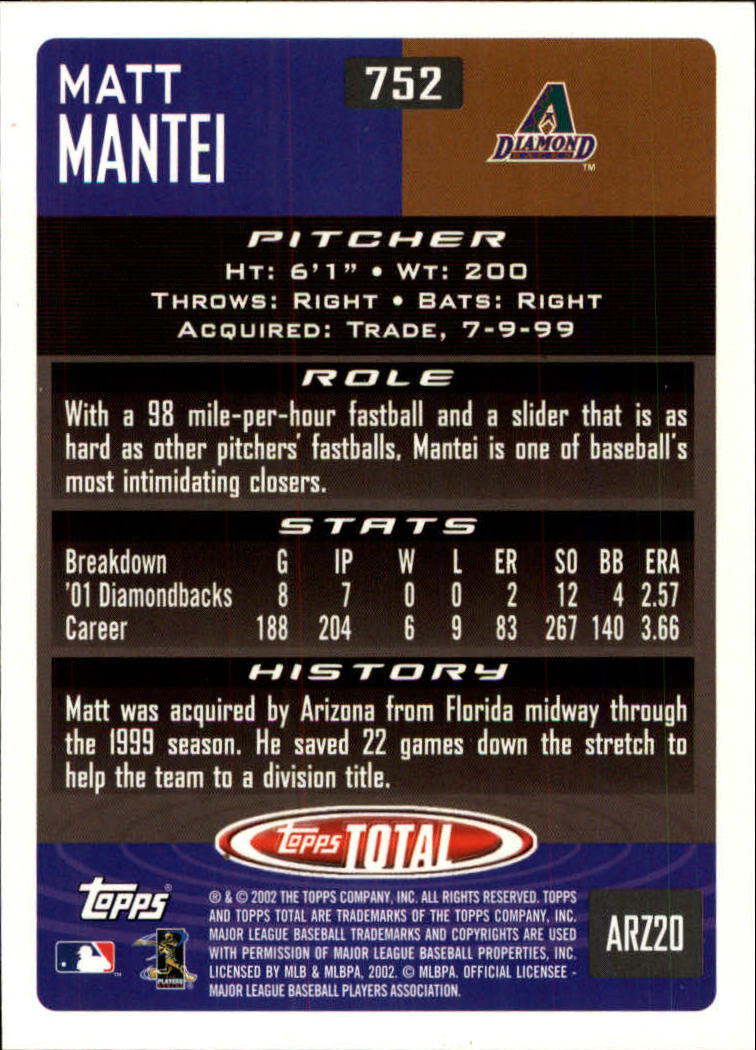 MATT
MANTEI
752
DIAMOND
BACKS
TM
PITCHER
HT: 6'1" • WT: 200
THROWS: RIGHT • BATS: RIGHT
ACQUIRED: TRADE, 7-9-99
ROLE
With a 98 mile-per-hour fastball and a slider that is as
hard as other pitchers' fastballs, Mantei is one of baseball's
most intimidating closers.
STATS
Breakdown G IP W L ER SO BB ERA
'01 Diamondbacks 8 7 0 0 2 12 4 2.57
Career 188 204 6 9 83 267 140 3.66
HISTORY
Matt was acquired by Arizona from Florida midway through
the 1999 season. He saved 22 games down the stretch to
help the team to a division title.
Topps TOTAL
Topps®
® & © 2002 THE TOPPS COMPANY, INC. ALL RIGHTS RESERVED. TOPPS
AND TOPPS TOTAL ARE TRADEMARKS OF THE TOPPS COMPANY, INC.
MAJOR LEAGUE BASEBALL TRADEMARKS AND COPYRIGHTS ARE USED
WITH PERMISSION OF MAJOR LEAGUE BASEBALL PROPERTIES, INC.
LICENSED BY MLB & MLBPA, 2002. © MLBPA. OFFICIAL LICENSEE -
MAJOR LEAGUE BASEBALL PLAYERS ASSOCIATION.
TM
PLAYERS
ARZ20